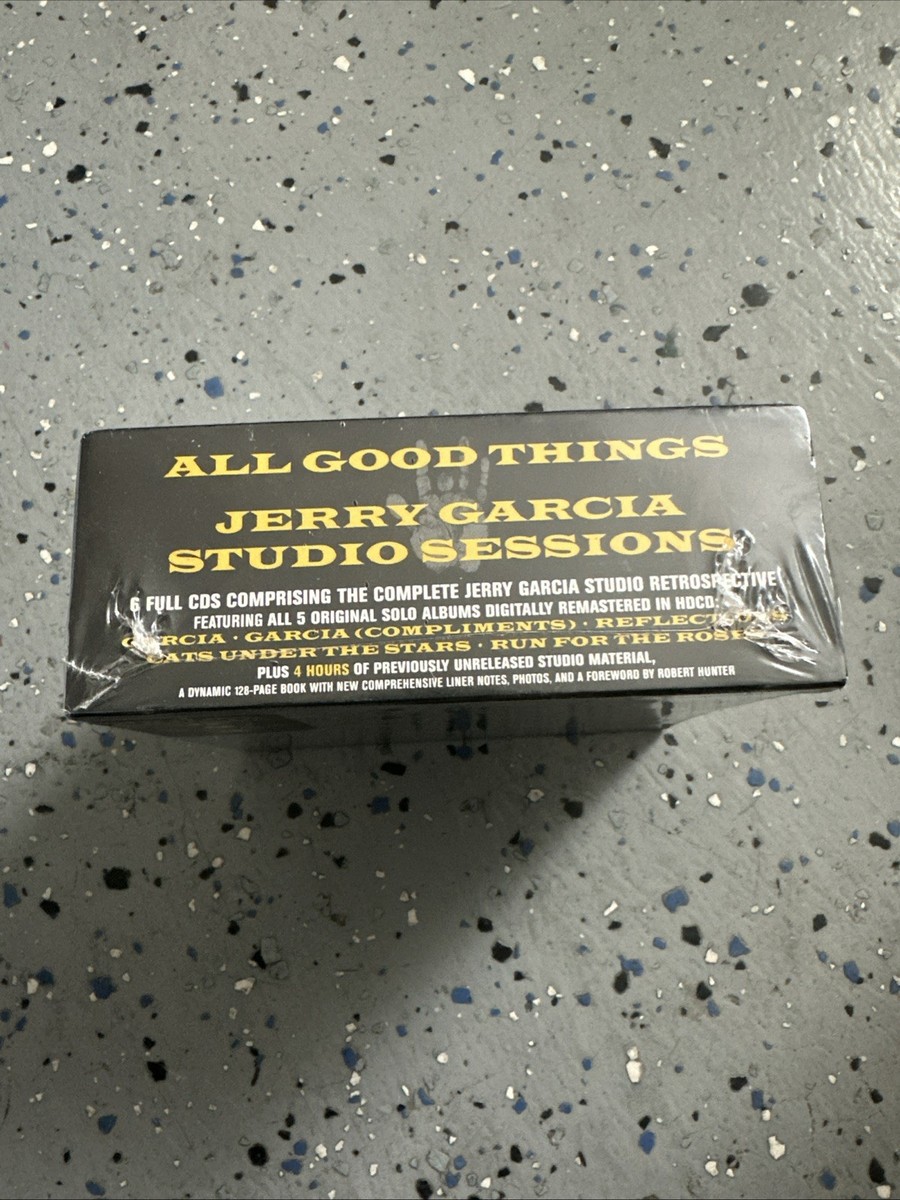 ALL GOOD THINGS
JERRY GARCIA
STUDIO SESSIONS
6 FULL CDS COMPRISING THE COMPLETE JERRY GARCIA STUDIO RETROSPECTIVE
FEATURING ALL 5 ORIGINAL SOLO ALBUMS DIGITALLY REMASTERED IN HDCD:
GARCIA · GARCIA (COMPLIMENTS) · REFLECTIONS
CATS UNDER THE STARS · RUN FOR THE ROSES
PLUS 4 HOURS OF PREVIOUSLY UNRELEASED STUDIO MATERIAL,
A DYNAMIC 128-PAGE BOOK WITH NEW COMPREHENSIVE LINER NOTES, PHOTOS, AND A FOREWORD BY ROBERT HUNTER